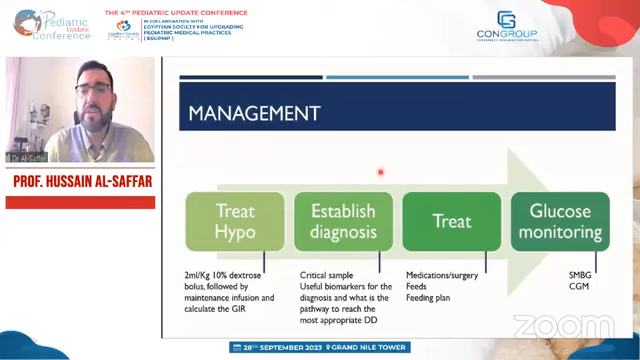 Pediatric
Update
Conference
THE 4TH PEDIATRIC UPDATE CONFERENCE
IN COLLABORATION WITH
EGYPTIAN SOCIETY FOR UPGRADING
PEDIATRIC MEDICAL PRACTICES
( ESUPMP )
CONGROUP
Dr Al-Saffar
PROF. HUSSAIN AL-SAFFAR
MANAGEMENT
Treat
Hypo
Establish
diagnosis
Treat
Glucose
monitoring
2ml/Kg 10% dextrose
bolus, followed by
maintenance infusion and
calculate the GIR
Critical sample
Useful biomarkers for the
diagnosis and what is the
pathway to reach the
most appropriate DD
Medications/surgery
Feeds
Feeding plan
SMBG
CGM
zoom
28TH SEPTEMBER 2023 GRAND NILE TOWER